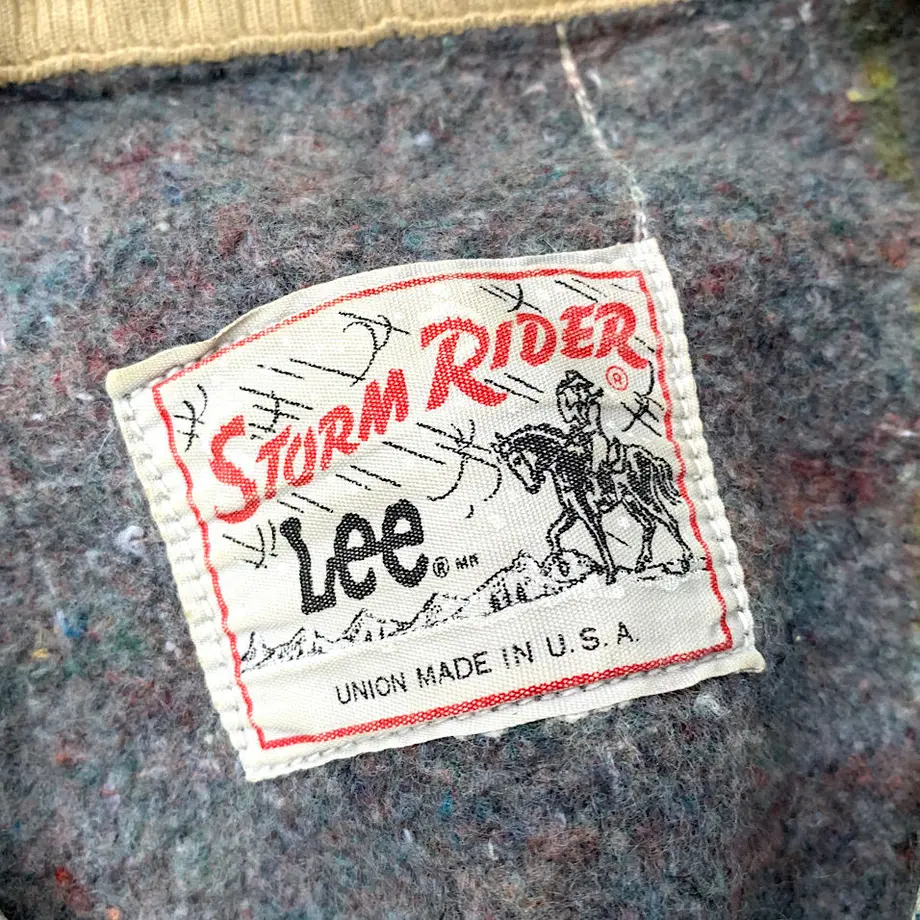 STORM RIDER ®
Lee ® MR
UNION MADE IN U.S.A.